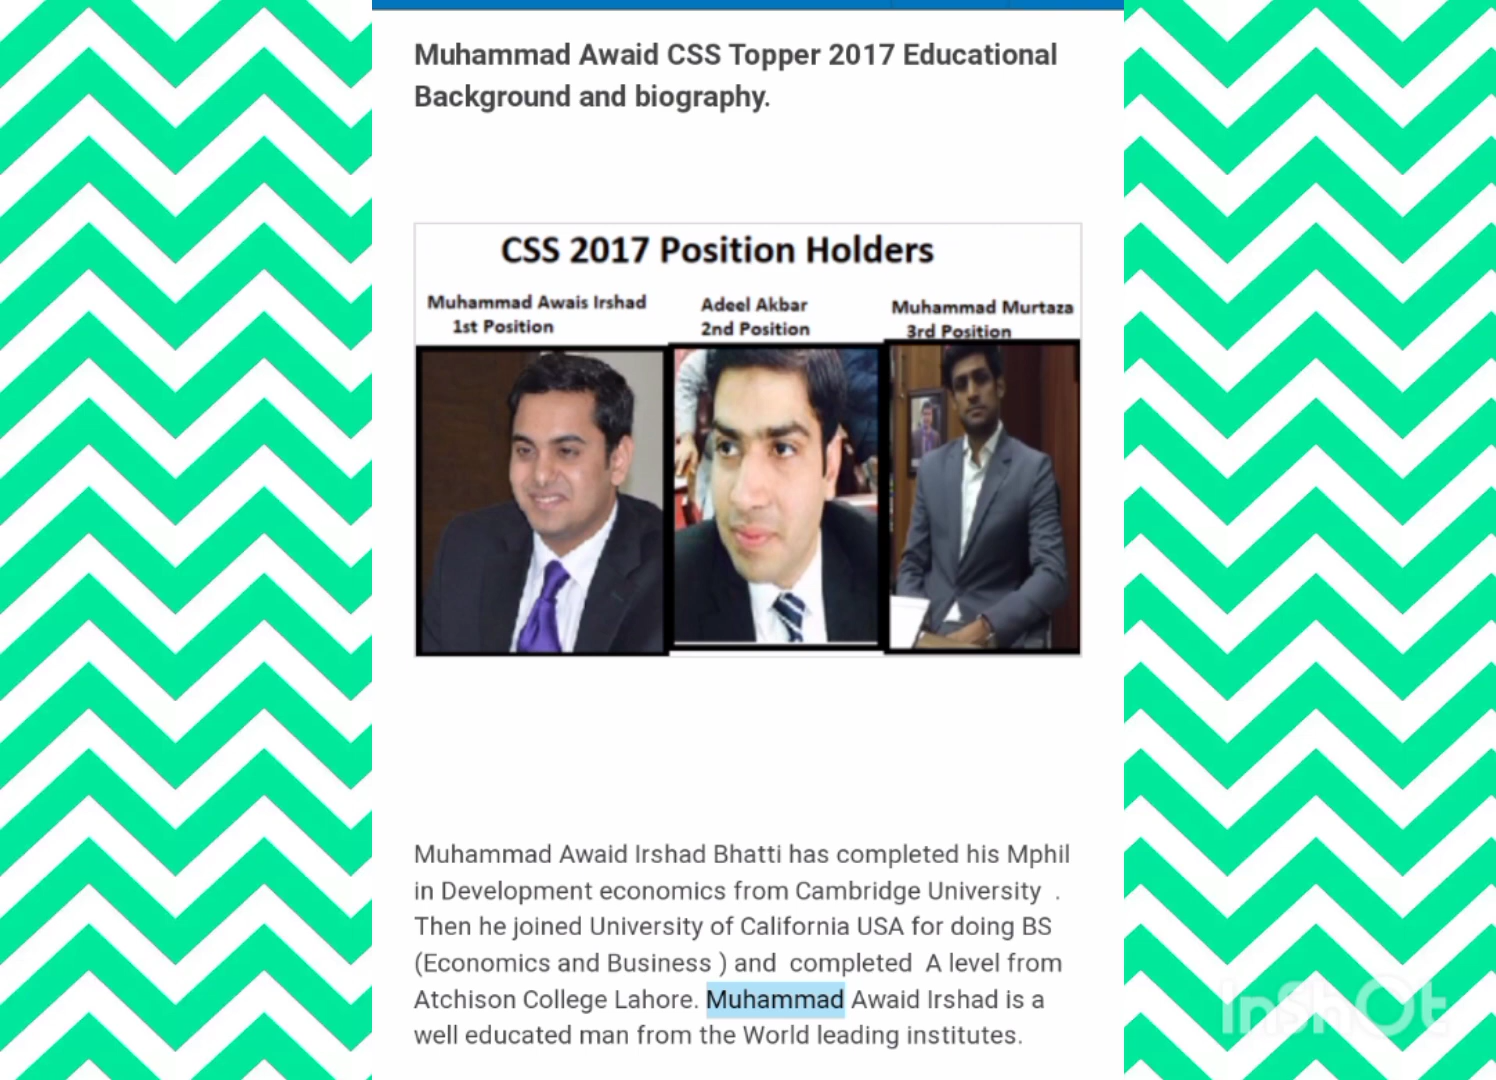 Muhammad Awaid CSS Topper 2017 Educational
Background and biography.
CSS 2017 Position Holders
Muhammad Awais Irshad
1st Position
Adeel Akbar
2nd Position
Muhammad Murtaza
3rd Position
Muhammad Awaid Irshad Bhatti has completed his Mphil
in Development economics from Cambridge University .
Then he joined University of California USA for doing BS
(Economics and Business ) and completed A level from
Atchison College Lahore. Muhammad Awaid Irshad is a
well educated man from the World leading institutes.
InShOt